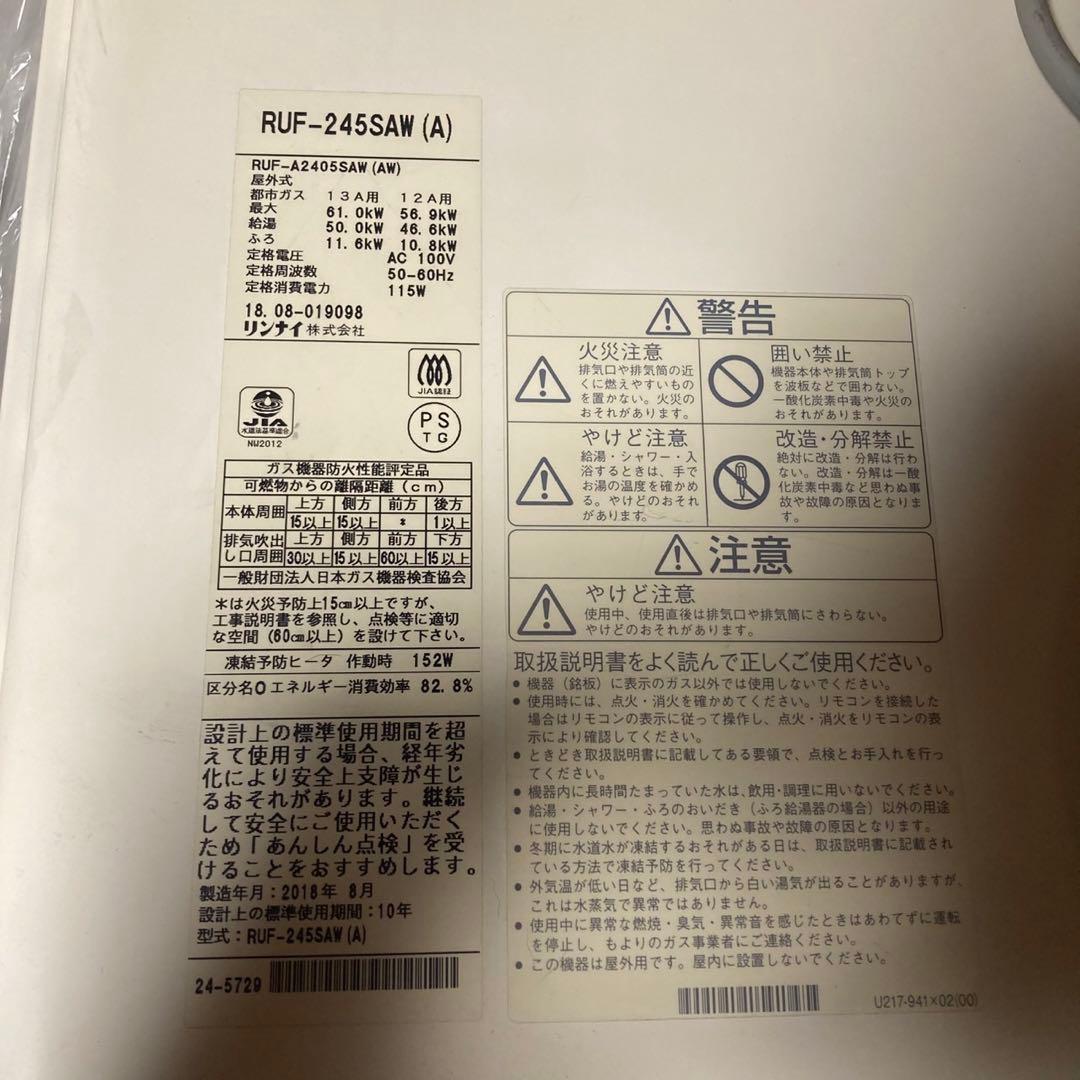 RUF-245SAW(A)
RUF-A2405SAW(AW)
屋外式
都市ガス 13A用 12A用
最大 61.0kW 56.9kW
給湯 50.0kW 46.6kW
ふろ 11.6kW 10.8kW
定格電圧 AC 100V
定格周波数 50-60Hz
定格消費電力 115W
18.08-019098
リンナイ株式会社
JIA認証
JIA
水道法基準適合
NW2012
PS
TG
ガス機器防火性能評定品
可燃物からの離隔距離(cm)
本体周囲 上方 側方 前方 後方
15以上 15以上 * 1以上
排気吹出し口周囲 上方 側方 前方 下方
30以上 15以上 60以上 15以上
一般財団法人日本ガス機器検査協会
*は火災予防上15cm以上ですが、
工事説明書を参照し、点検等に適切
な空間(60cm以上)を設けて下さい。
凍結予防ヒータ 作動時 152W
区分名O エネルギー消費効率 82.8%
設計上の標準使用期間を超
えて使用する場合、経年劣
化により安全上支障が生じ
るおそれがあります。継続
して安全にご使用いただく
ため「あんしん点検」を受
けることをおすすめします。
製造年月:2018年 8月
設計上の標準使用期間:10年
型式:RUF-245SAW(A)
24-5729
警告
火災注意
排気口や排気筒の近
くに燃えやすいもの
を置かない。火災の
おそれがあります。
囲い禁止
機器本体や排気筒トップ
を波板などで囲わない。
一酸化炭素中毒や火災の
おそれがあります。
やけど注意
給湯・シャワー・入
浴するときは、手で
お湯の温度を確かめ
る。やけどのおそれ
があります。
改造・分解禁止
絶対に改造・分解は行わ
ない。改造・分解は一酸
化炭素中毒など思わぬ事
故や故障の原因となりま
す。
注意
やけど注意
使用中、使用直後は排気口や排気筒にさわらない。
やけどのおそれがあります。
取扱説明書をよく読んで正しくご使用ください。
● 機器(銘板)に表示のガス以外では使用しないでください。
● 使用時には、点火・消火を確かめてください。リモコンを接続した
場合はリモコンの表示に従って操作し、点火・消火をリモコンの表
示により確認してください。
● ときどき取扱説明書に記載してある要領で、点検とお手入れを行っ
てください。
● 機器内に長時間たまっていた水は、飲用・調理に用いないでください。
● 給湯・シャワー・ふろのおいだき(ふろ給湯器の場合)以外の用途
に使用しないでください。思わぬ事故や故障の原因となります。
● 冬期に水道水が凍結するおそれがある日は、取扱説明書に記載され
ている方法で凍結予防を行ってください。
● 外気温が低い日など、排気口から白い湯気が出ることがありますが、
これは水蒸気で異常ではありません。
● 使用中に異常な燃焼・臭気・異常音を感じたときはあわてずに運転
を停止し、もよりのガス事業者にご連絡ください。
● この機器は屋外用です。屋内に設置しないでください。
U217-941×02(00)